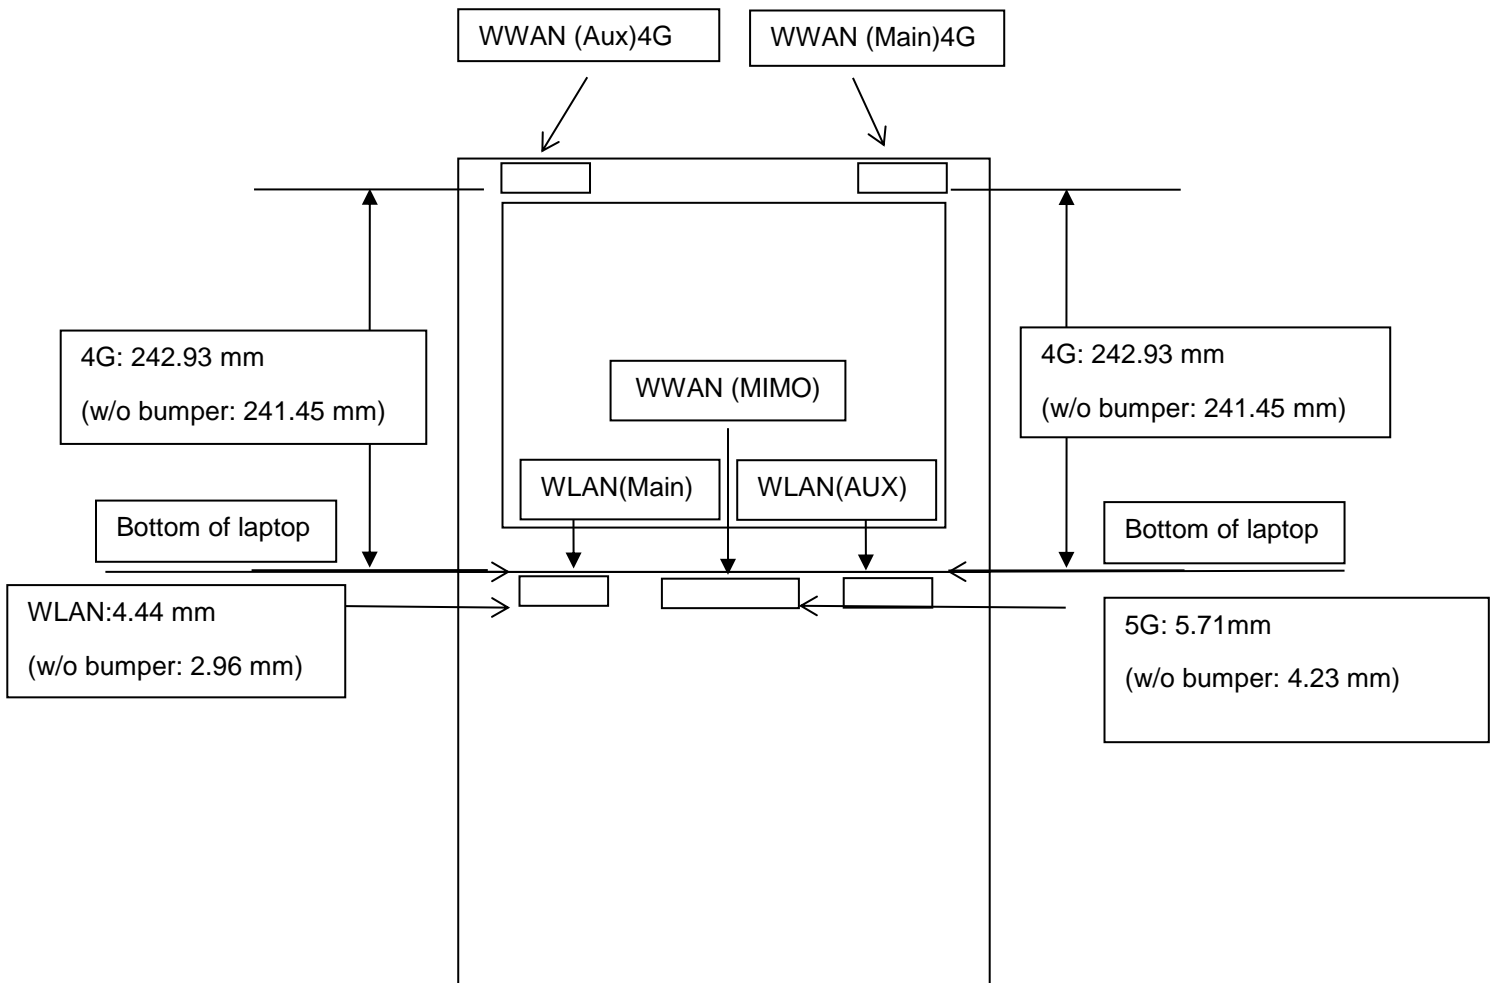 WWAN (Aux)4G
WWAN (Main)4G
4G: 242.93 mm
(w/o bumper: 241.45 mm)
4G: 242.93 mm
(w/o bumper: 241.45 mm)
WWAN (MIMO)
WLAN(Main)
WLAN(AUX)
Bottom of laptop
Bottom of laptop
WLAN:4.44 mm
(w/o bumper: 2.96 mm)
5G: 5.71mm
(w/o bumper: 4.23 mm)